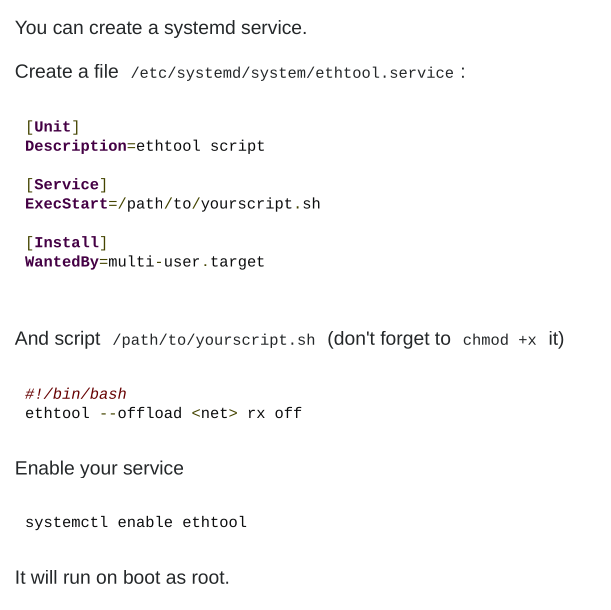 You can create a systemd service.
Create a file /etc/systemd/system/ethtool.service :
[Unit]
Description=ethtool script
[Service]
ExecStart=/path/to/yourscript.sh
[Install]
WantedBy=multi-user.target
And script /path/to/yourscript.sh (don't forget to chmod +x it)
#!/bin/bash
ethtool --offload <net> rx off
Enable your service
systemctl enable ethtool
It will run on boot as root.